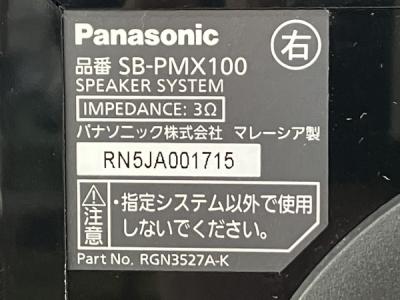 Panasonic
右
品番 SB-PMX100
SPEAKER SYSTEM
IMPEDANCE: 3Ω
パナソニック株式会社 マレーシア製
RN5JA001715
注意
・指定システム以外で使用
しないでください。
Part No. RGN3527A-K